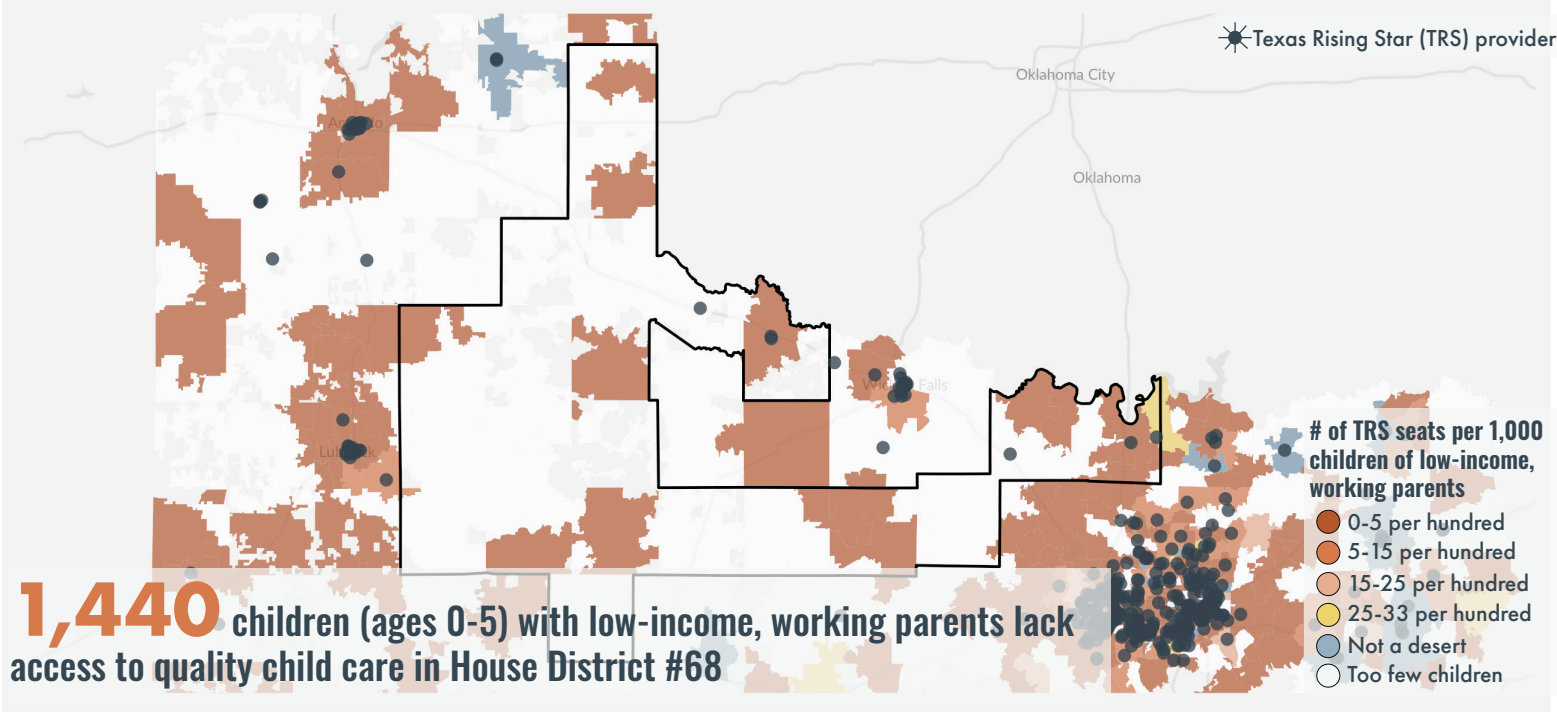 Texas Rising Star (TRS) provider
Oklahoma City
Oklahoma
# of TRS seats per 1,000
children of low-income,
working parents
0-5 per hundred
5-15 per hundred
15-25 per hundred
25-33 per hundred
Not a desert
Too few children
1,440 children (ages 0-5) with low-income, working parents lack
access to quality child care in House District #68